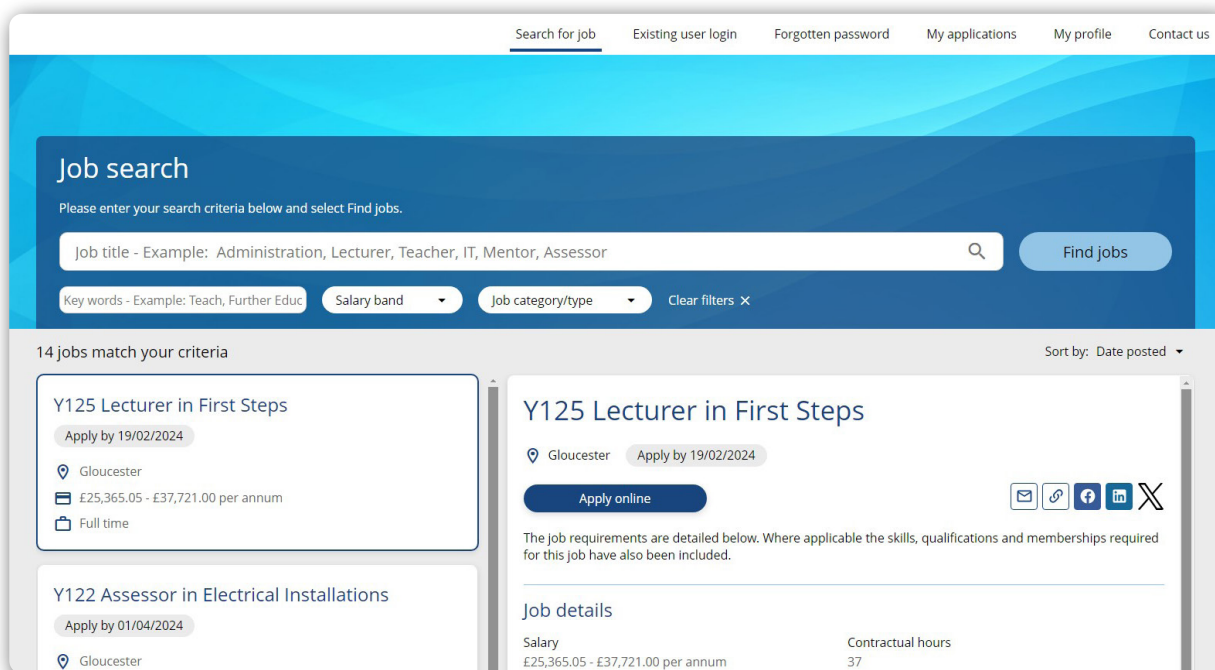 Search for job Existing user login Forgotten password My applications My profile Contact us
Job search
Please enter your search criteria below and select Find jobs.
Job title - Example: Administration, Lecturer, Teacher, IT, Mentor, Assessor
Find jobs
Key words - Example: Teach, Further Educ
Salary band
Job category/type
Clear filters ×
14 jobs match your criteria
Sort by: Date posted
Y125 Lecturer in First Steps
Apply by 19/02/2024
Gloucester
£25,365.05 - £37,721.00 per annum
Full time
Y122 Assessor in Electrical Installations
Apply by 01/04/2024
Gloucester
Y125 Lecturer in First Steps
Gloucester Apply by 19/02/2024
Apply online
The job requirements are detailed below. Where applicable the skills, qualifications and memberships required
for this job have also been included.
Job details
Salary
£25,365.05 - £37,721.00 per annum
Contractual hours
37